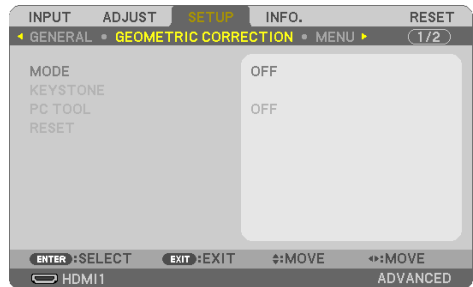 INPUT ADJUST SETUP INFO. RESET
GENERAL • GEOMETRIC CORRECTION • MENU 1/2
MODE OFF
KEYSTONE
PC TOOL OFF
RESET
ENTER:SELECT EXIT:EXIT :MOVE :MOVE
HDMI1 ADVANCED